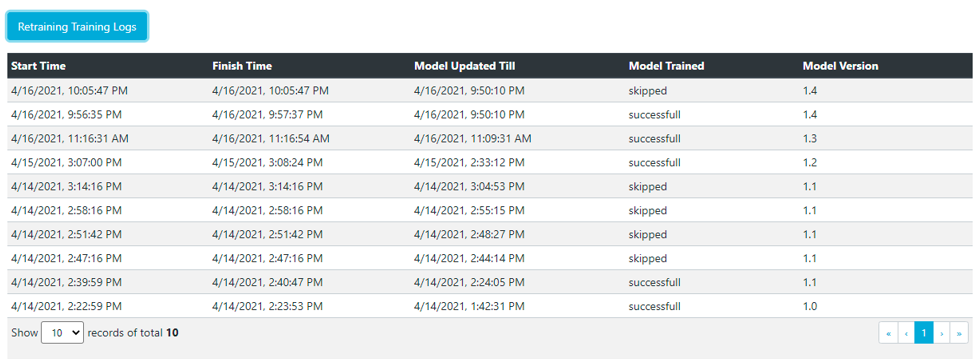 Retraining Training Logs
Start Time Finish Time Model Updated Till Model Trained Model Version
4/16/2021, 10:05:47 PM 4/16/2021, 10:05:47 PM 4/16/2021, 9:50:10 PM skipped 1.4
4/16/2021, 9:56:35 PM 4/16/2021, 9:57:37 PM 4/16/2021, 9:50:10 PM successfull 1.4
4/16/2021, 11:16:31 AM 4/16/2021, 11:16:54 AM 4/16/2021, 11:09:31 AM successfull 1.3
4/15/2021, 3:07:00 PM 4/15/2021, 3:08:24 PM 4/15/2021, 2:33:12 PM successfull 1.2
4/14/2021, 3:14:16 PM 4/14/2021, 3:14:16 PM 4/14/2021, 3:04:53 PM skipped 1.1
4/14/2021, 2:58:16 PM 4/14/2021, 2:58:16 PM 4/14/2021, 2:55:15 PM skipped 1.1
4/14/2021, 2:51:42 PM 4/14/2021, 2:51:42 PM 4/14/2021, 2:48:27 PM skipped 1.1
4/14/2021, 2:47:16 PM 4/14/2021, 2:47:16 PM 4/14/2021, 2:44:14 PM skipped 1.1
4/14/2021, 2:39:59 PM 4/14/2021, 2:40:47 PM 4/14/2021, 2:24:05 PM successfull 1.1
4/14/2021, 2:22:59 PM 4/14/2021, 2:23:53 PM 4/14/2021, 1:42:31 PM successfull 1.0
Show 10 records of total 10 « ‹ 1 › »